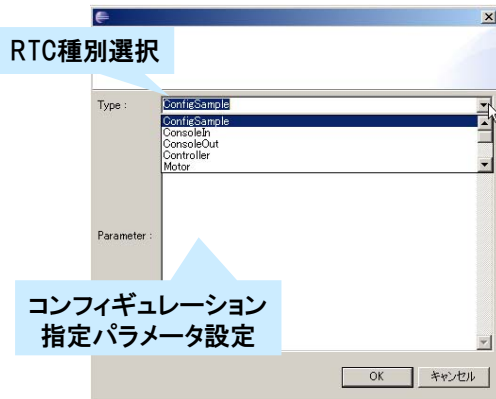 RTC種別選択
Type :
ConfigSample
ConfigSample
ConsoleIn
ConsoleOut
Controller
Motor
Parameter :
コンフィギュレーション
指定パラメータ設定
OK
キャンセル